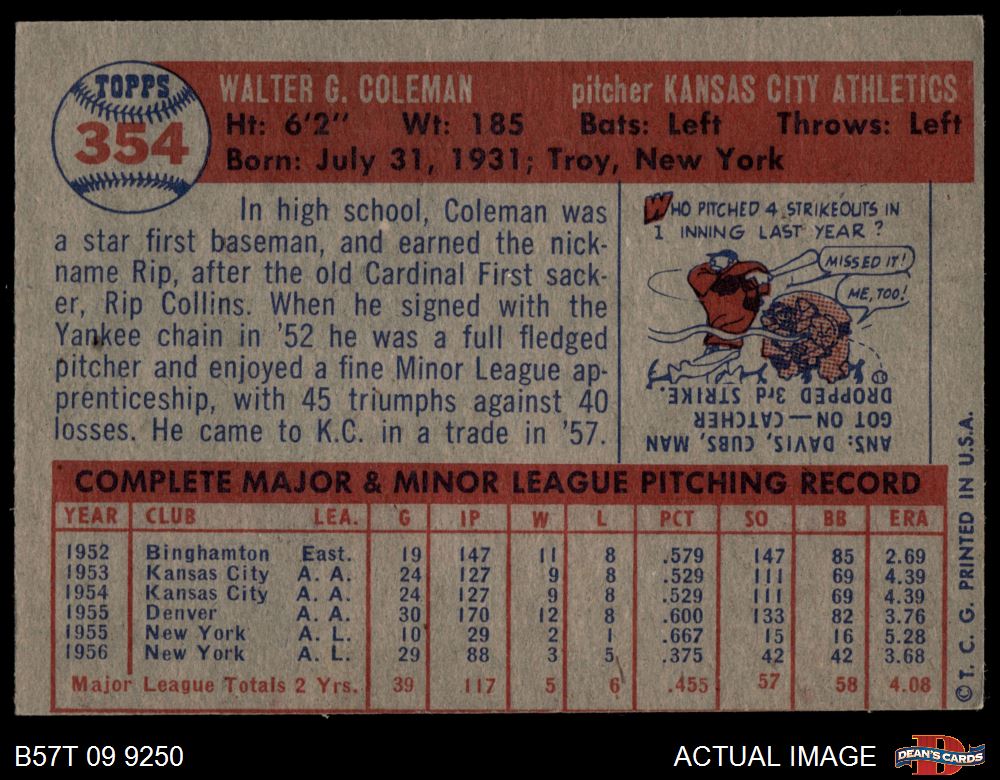 TOPPS
354
WALTER G. COLEMAN pitcher KANSAS CITY ATHLETICS
Ht: 6'2" Wt: 185 Bats: Left Throws: Left
Born: July 31, 1931; Troy, New York
In high school, Coleman was
a star first baseman, and earned the nick-
name Rip, after the old Cardinal First sack-
er, Rip Collins. When he signed with the
Yankee chain in '52 he was a full fledged
pitcher and enjoyed a fine Minor League ap-
prenticeship, with 45 triumphs against 40
losses. He came to K.C. in a trade in '57.
WHO PITCHED 4 STRIKEOUTS IN
1 INNING LAST YEAR?
MISSED IT!
ME, TOO!
ANS: DAVIS, CUBS, MAN
GOT ON—CATCHER
DROPPED 3rd STRIKE.
COMPLETE MAJOR & MINOR LEAGUE PITCHING RECORD
YEAR CLUB LEA. G IP W L PCT SO BB ERA
1952 Binghamton East. 19 147 11 8 .579 147 85 2.69
1953 Kansas City A. A. 24 127 9 8 .529 111 69 4.39
1954 Kansas City A. A. 24 127 9 8 .529 111 69 4.39
1955 Denver A. A. 30 170 12 8 .600 133 82 3.76
1955 New York A. L. 10 29 2 1 .667 15 16 5.28
1956 New York A. L. 29 88 3 5 .375 42 42 3.68
Major League Totals 2 Yrs. 39 117 5 6 .455 57 58 4.08
© T. C. G. PRINTED IN U.S.A.
B57T 09 9250
ACTUAL IMAGE
DEAN'S CARDS